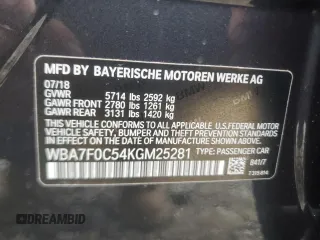 MFD BY BAYERISCHE MOTOREN WERKE AG
07/18
GVWR 5714 lbs 2592 kg
GAWR FRONT 2780 lbs 1261 kg
GAWR REAR 3131 lbs 1420 kg
THIS VEHICLE CONFORMS TO ALL APPLICABLE U.S. FEDERAL
MOTOR VEHICLE SAFETY, BUMPER, AND THEFT PREVENTION
STANDARDS IN EFFECT ON THE DATE OF MANUFACTURE SHOWN ABOVE.
WBA7F0C54KGM25281 PASSENGER CAR
841/7